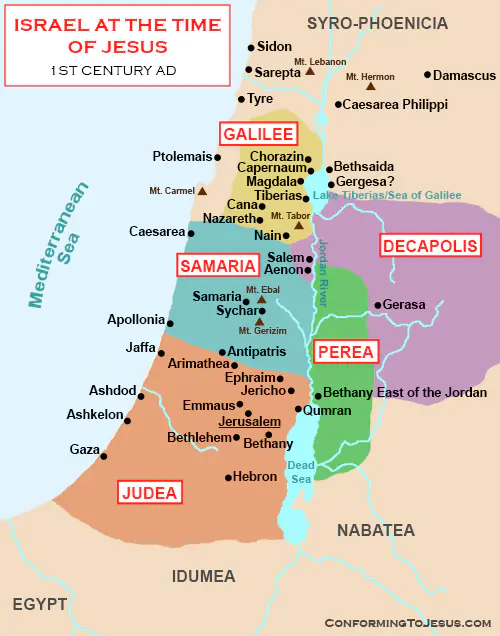 ISRAEL AT THE TIME
OF JESUS
1ST CENTURY AD
SYRO-PHOENICIA
Sidon
Mt. Lebanon
Sarepta
Mt. Hermon
Damascus
Tyre
Caesarea Philippi
GALILEE
Ptolemais
Chorazin
Capernaum
Bethsaida
Magdala
Gergesa?
Mt. Carmel
Tiberias
Lake Tiberias/Sea of Galilee
Cana
Mt. Tabor
Nazareth
Mediterranean
Sea
Caesarea
Nain
DECAPOLIS
Jordan River
SAMARIA
Salem
Aenon
Mt. Ebal
Samaria
Sychar
Gerasa
Apollonia
Mt. Gerizim
Jaffa
Antipatris
PEREA
Arimathea
Ephraim
Jericho
Bethany East of the Jordan
Ashdod
Emmaus
Qumran
Ashkelon
Jerusalem
Bethlehem
Bethany
Gaza
Dead
Sea
Hebron
JUDEA
NABATEA
IDUMEA
EGYPT
CONFORMINGTOJESUS.COM